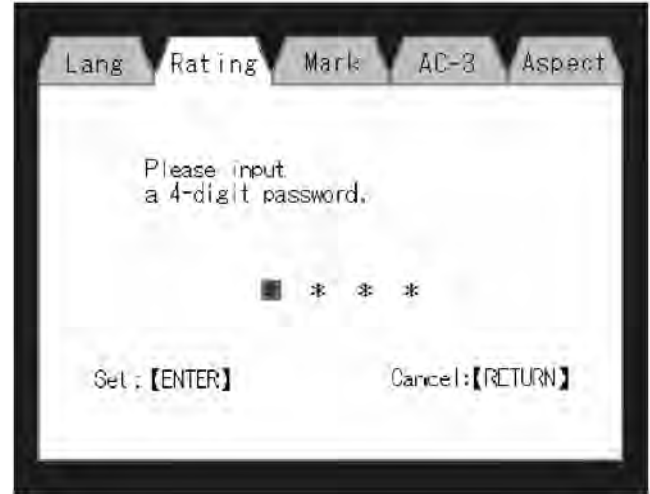 Lang Rating Mark AC-3 Aspect
Please input
a 4-digit password.
* * *
Set:【ENTER】 Cancel:【RETURN】